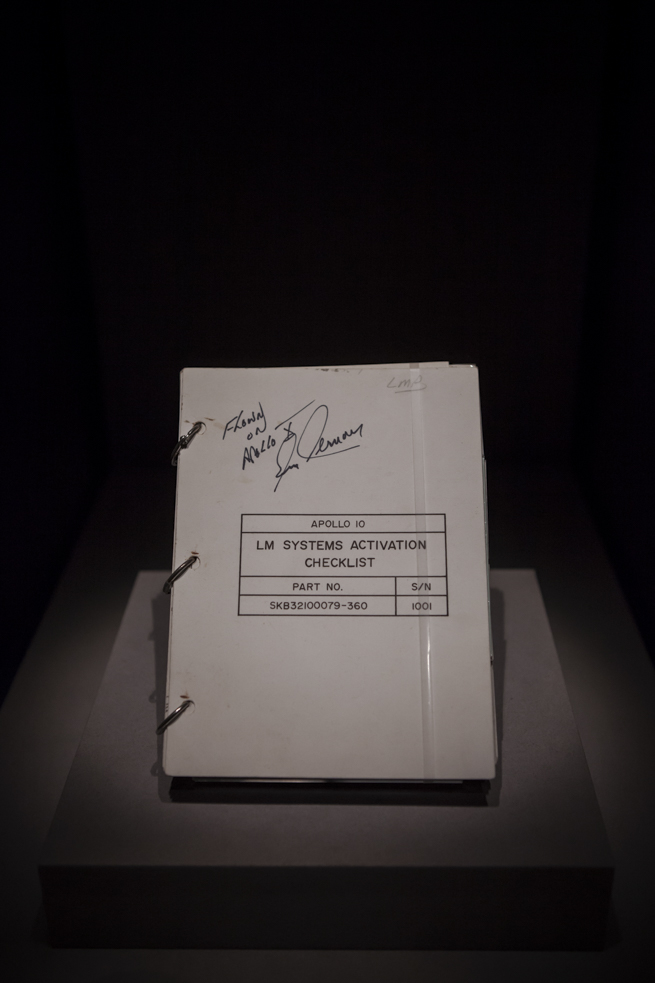 LMP
FLOWN
ON
APOLLO X
Gene Cernan
APOLLO 10
LM SYSTEMS ACTIVATION
CHECKLIST
PART NO. S/N
SKB32100079-360 1001